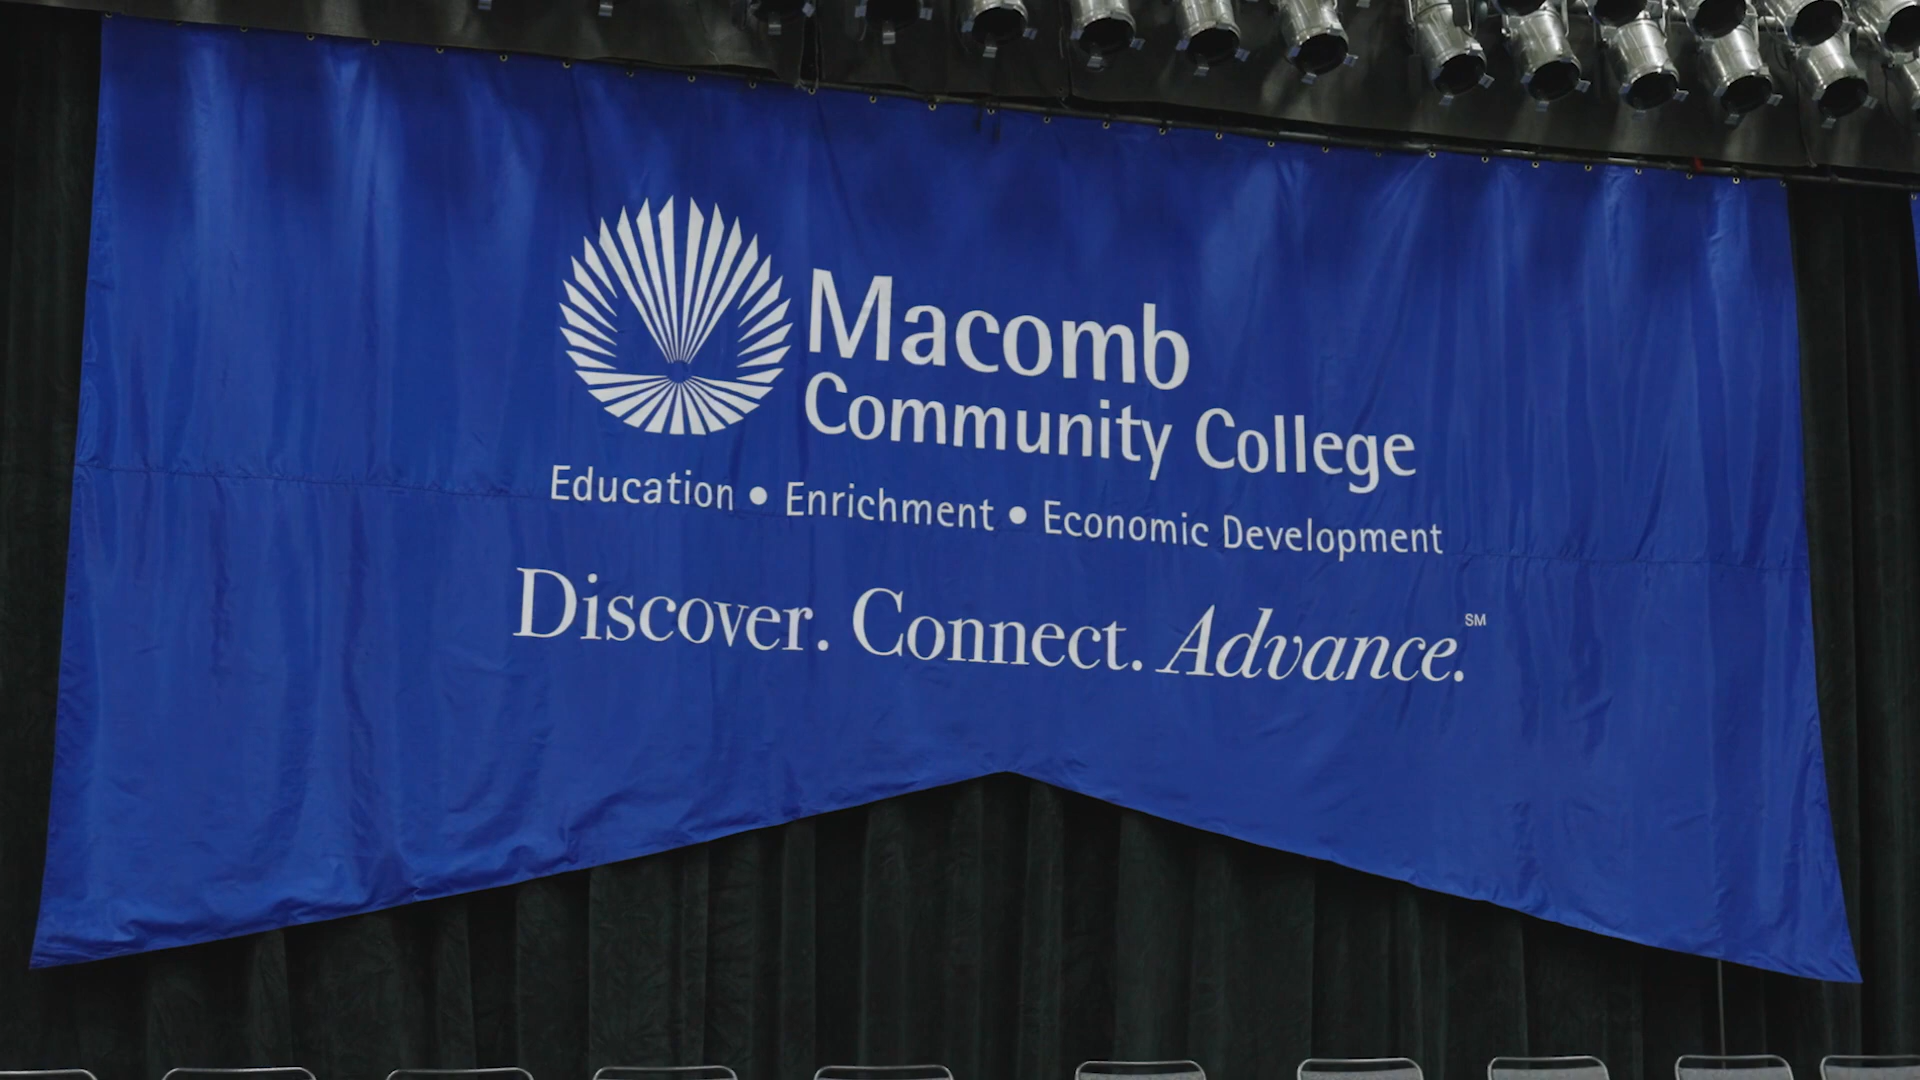 Macomb
Community College
Education • Enrichment • Economic Development
Discover. Connect. Advance.℠